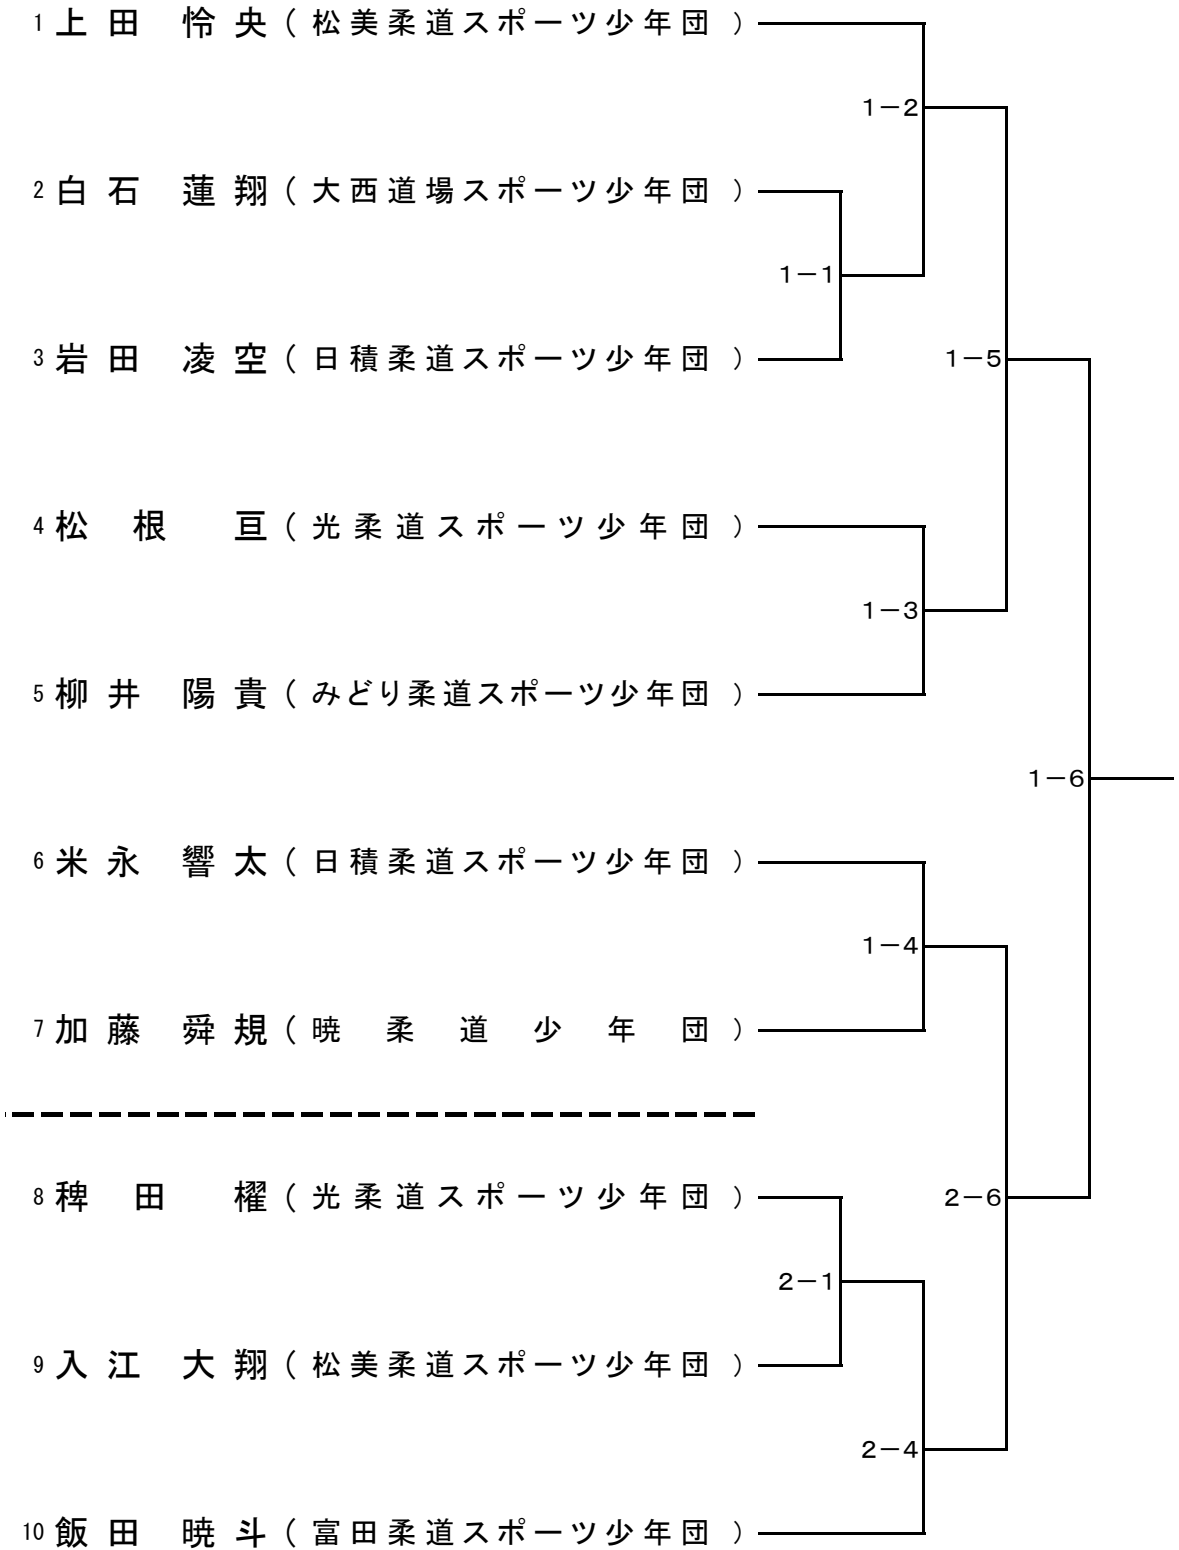 1 上田 怜央 ( 松美柔道スポーツ少年団 )
1－2
2 白石 蓮翔 ( 大西道場スポーツ少年団 )
1－1
3 岩田 凌空 ( 日積柔道スポーツ少年団 )
1－5
4 松根 亘 ( 光柔道スポーツ少年団 )
1－3
5 柳井 陽貴 ( みどり柔道スポーツ少年団 )
1－6
6 米永 響太 ( 日積柔道スポーツ少年団 )
1－4
7 加藤 舜規 ( 暁柔道少年団 )
8 稗田 櫂 ( 光柔道スポーツ少年団 )
2－6
2－1
9 入江 大翔 ( 松美柔道スポーツ少年団 )
2－4
10 飯田 暁斗 ( 富田柔道スポーツ少年団 )